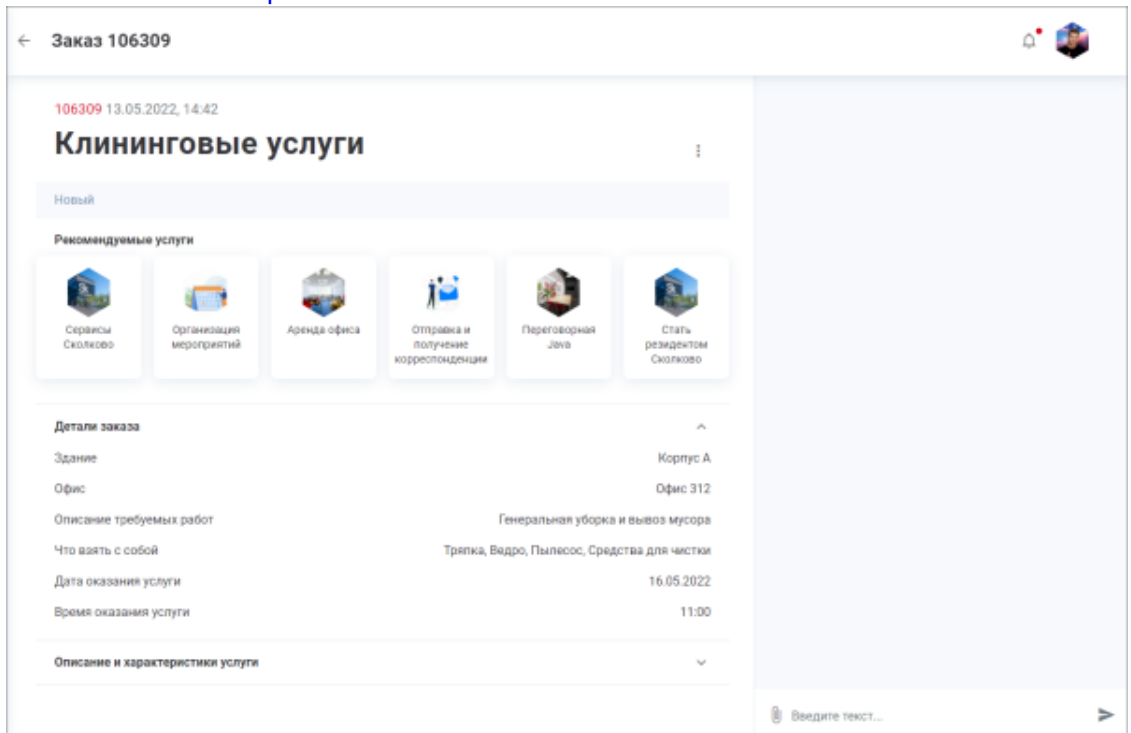 Заказ 106309
106309 13.05.2022, 14:42
Клининговые услуги
Новый
Рекомендуемые услуги
Сервисы
Сколково
Организация
мероприятий
Аренда офиса
Отправка и
получение
корреспонденции
Переговорная
Java
Стать
резидентом
Сколково
Детали заказа
Здание Корпус А
Офис Офис 312
Описание требуемых работ Генеральная уборка и вывоз мусора
Что взять с собой Тряпка, Ведро, Пылесос, Средства для чистки
Дата оказания услуги 16.05.2022
Время оказания услуги 11:00
Описание и характеристики услуги
Введите текст...